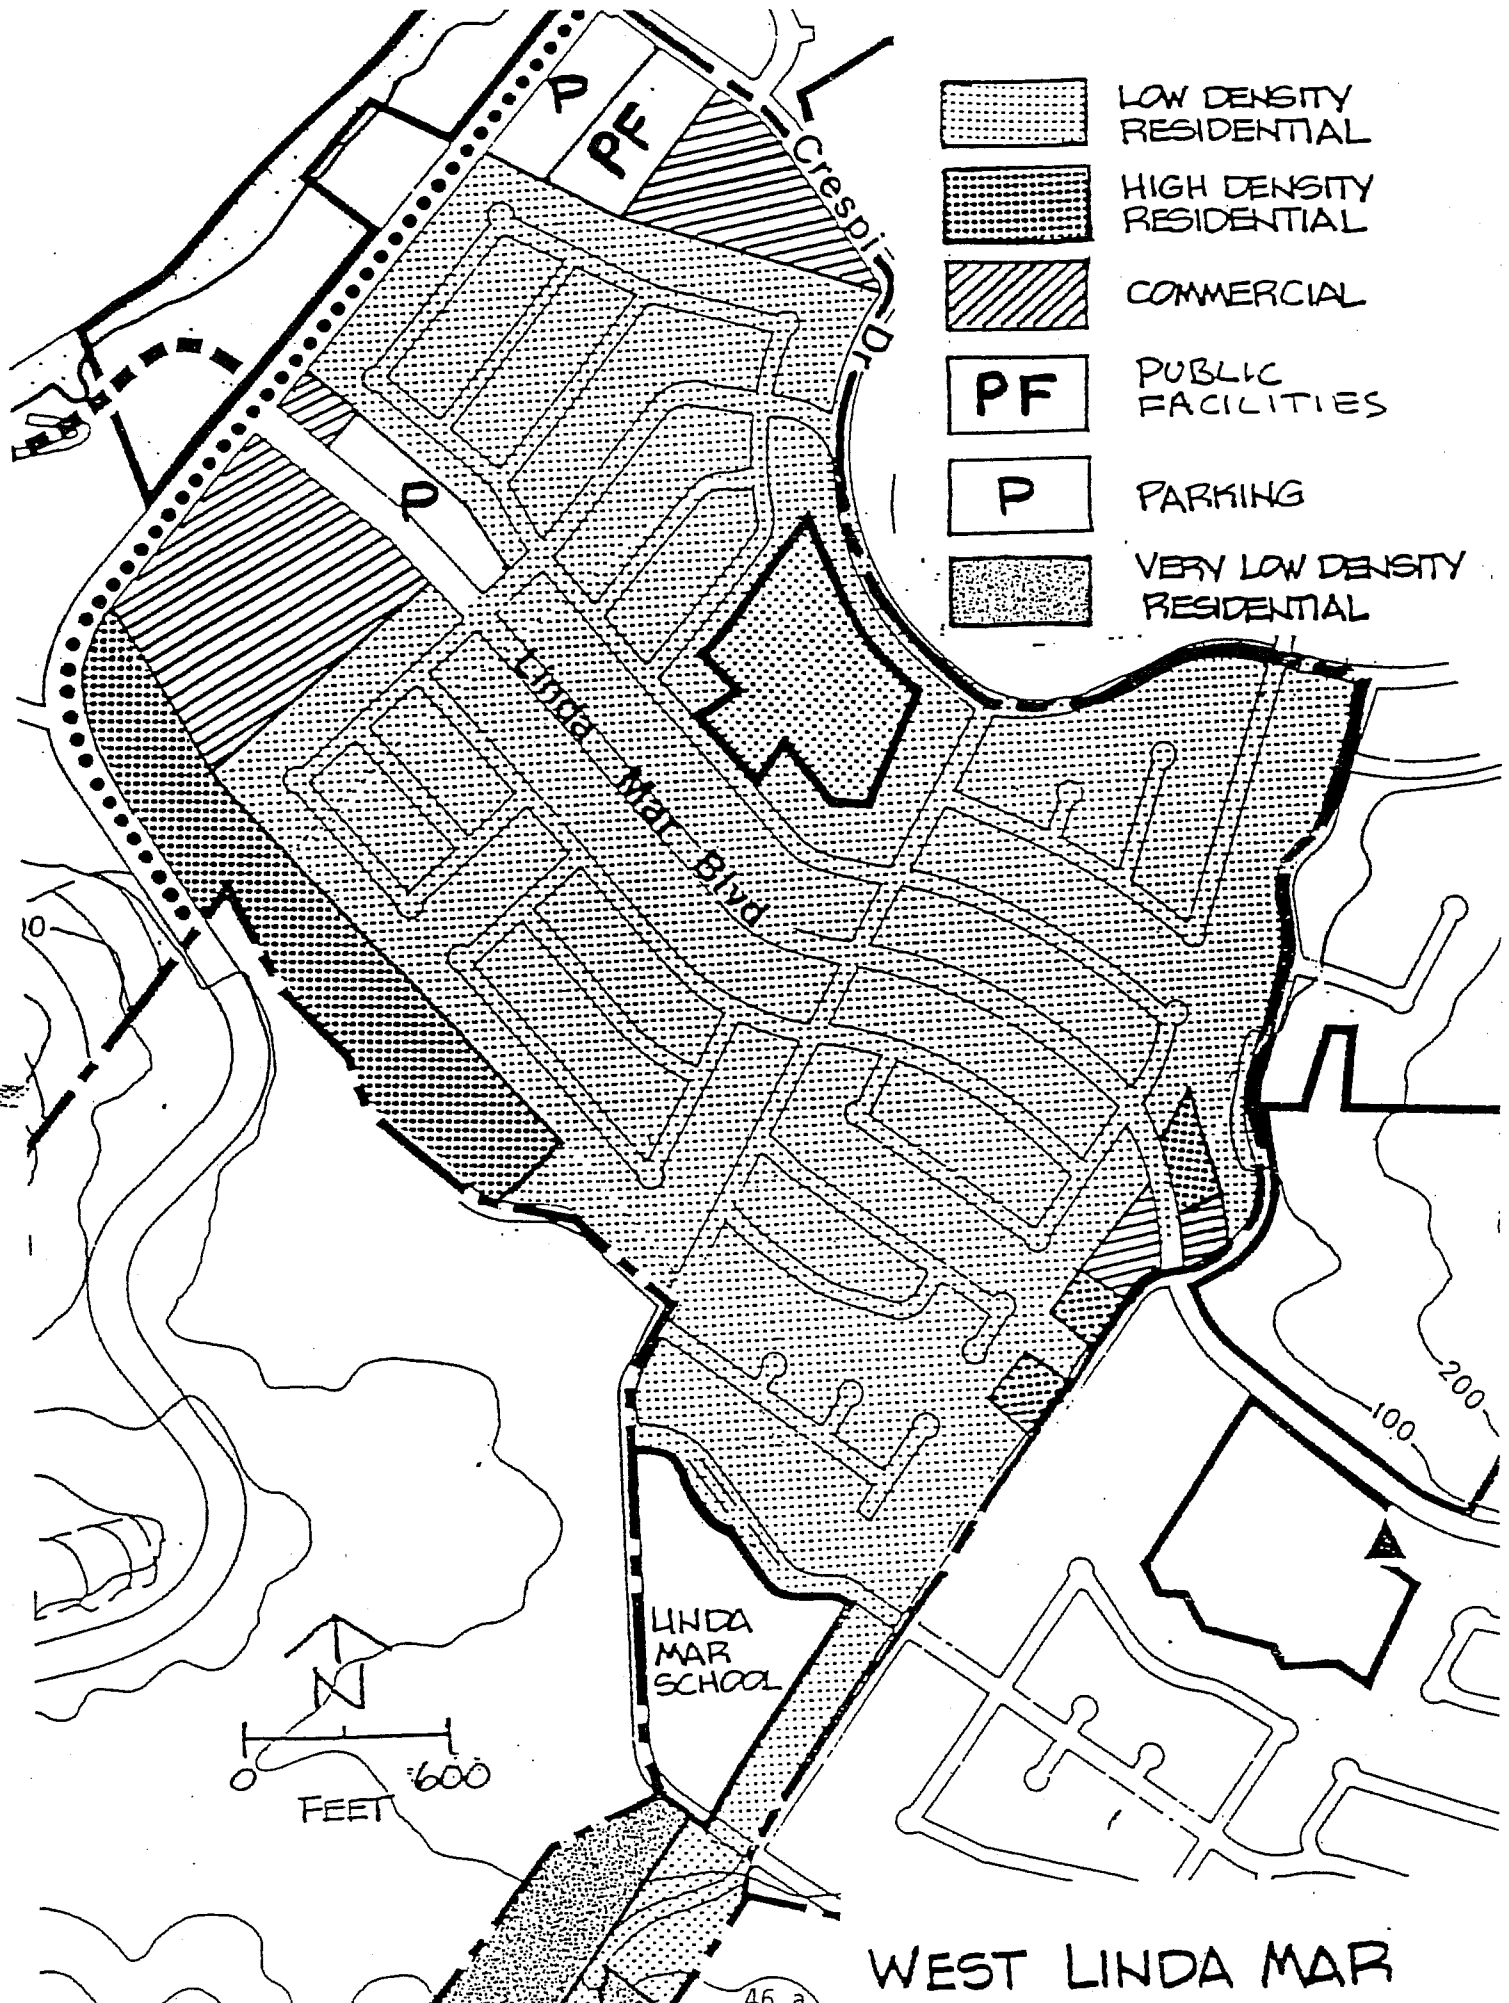 P
PF
Crespi Dr
LOW DENSITY
RESIDENTIAL
HIGH DENSITY
RESIDENTIAL
COMMERCIAL
PF
PUBLIC
FACILITIES
P
PARKING
VERY LOW DENSITY
RESIDENTIAL
P
Linda Mar Blvd
200
100
LINDA
MAR
SCHOOL
N
0
600
FEET
WEST LINDA MAR
46 a